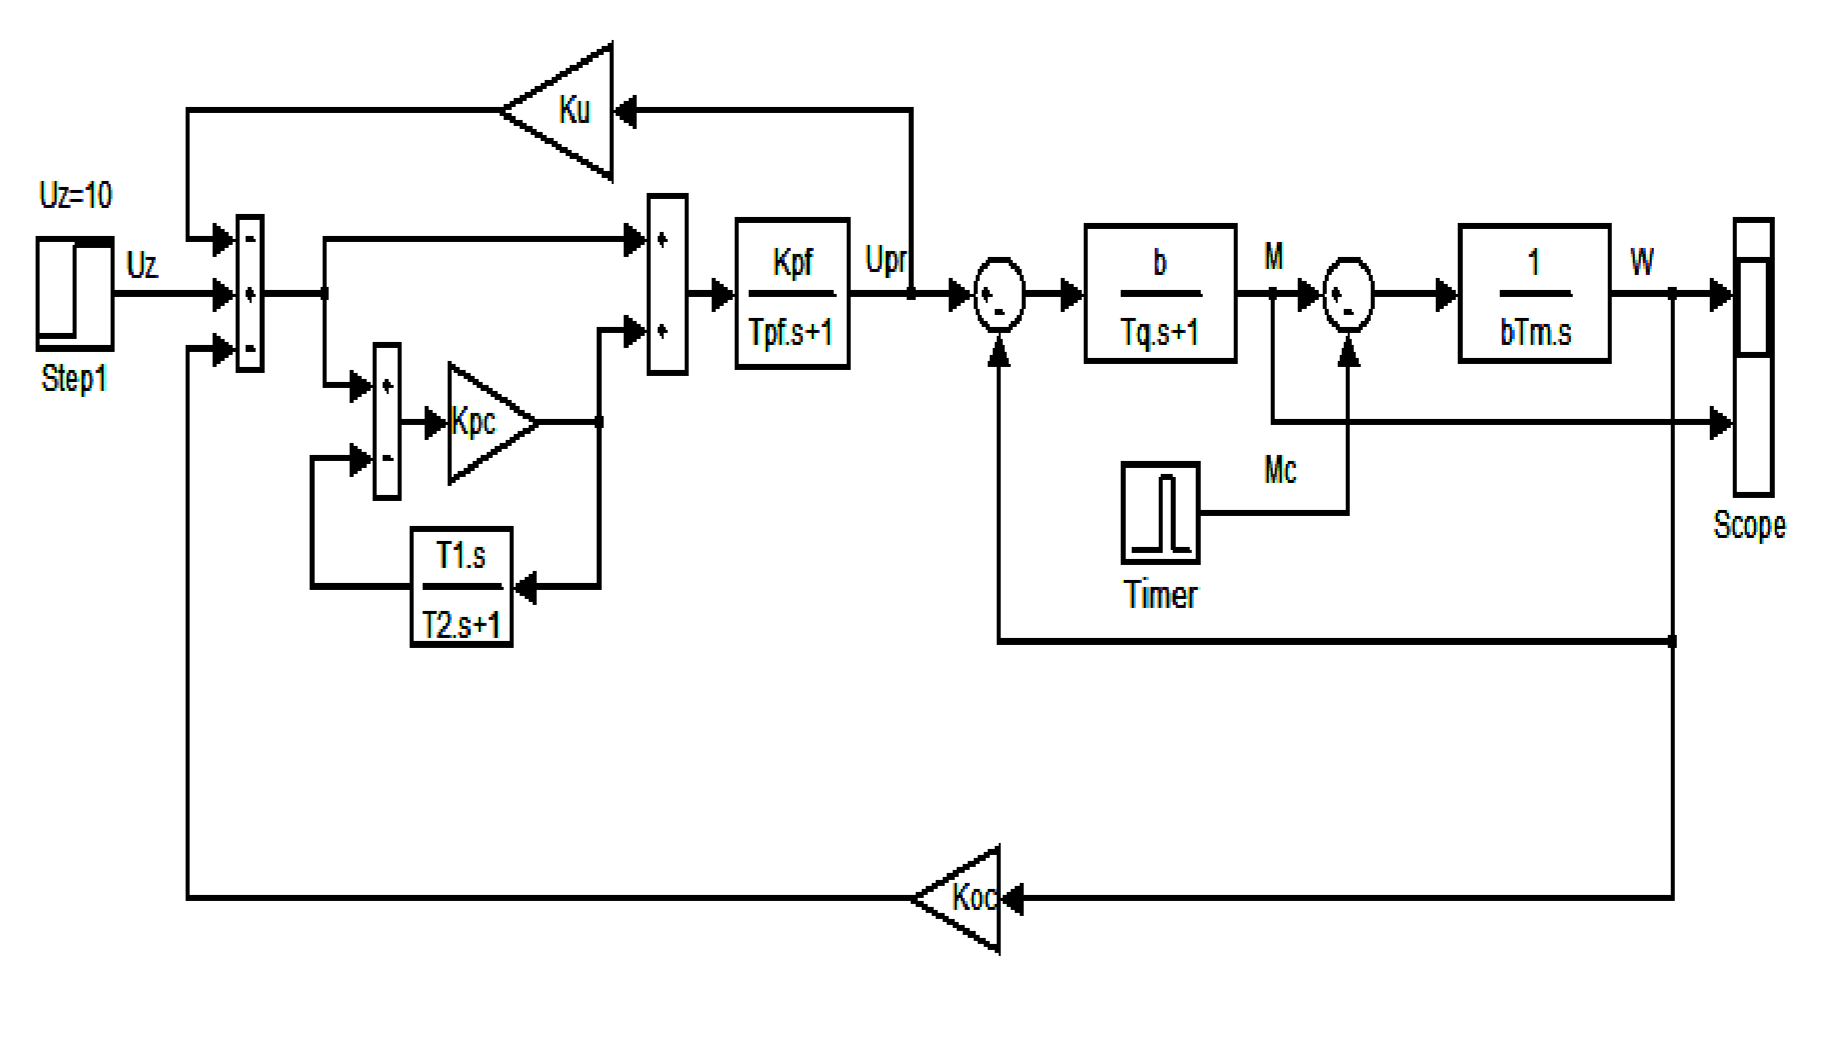 Ku
Uz=10
Uz
Step1
-
+
-
+
-
Kpc
T1.s
T2.s+1
+
+
Kpf
Tpf.s+1
Upr
+
-
b
Tq.s+1
M
+
-
1
bTm.s
W
Mc
Timer
Scope
Koc